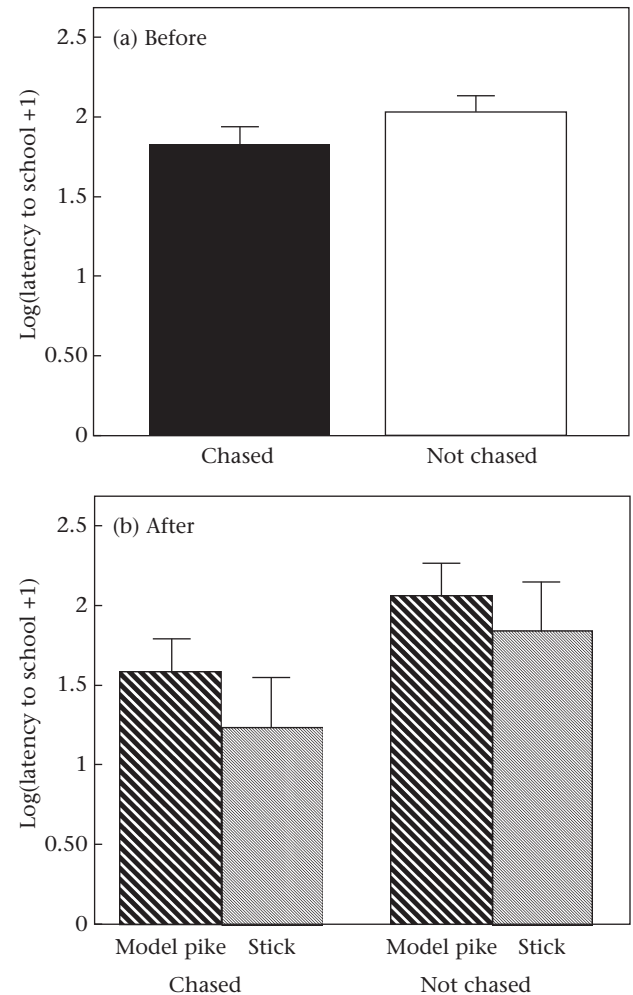 (a) Before
Log(latency to school +1)
2.5
2
1.5
1
0.50
0
Chased Not chased
(b) After
Log(latency to school +1)
2.5
2
1.5
1
0.50
0
Model pike Stick Model pike Stick
Chased Not chased